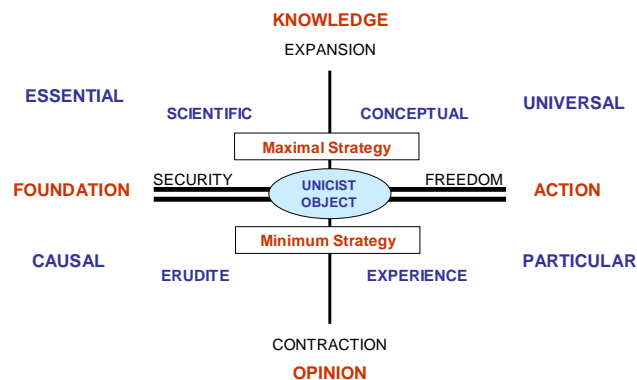 KNOWLEDGE
EXPANSION
ESSENTIAL
UNIVERSAL
SCIENTIFIC
CONCEPTUAL
Maximal Strategy
FOUNDATION
SECURITY
UNICIST
OBJECT
FREEDOM
ACTION
Minimum Strategy
CAUSAL
ERUDITE
EXPERIENCE
PARTICULAR
CONTRACTION
OPINION